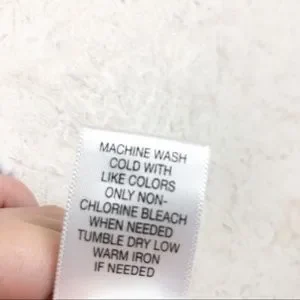 MACHINE WASH
COLD WITH
LIKE COLORS
ONLY NON-
CHLORINE BLEACH
WHEN NEEDED
TUMBLE DRY LOW
WARM IRON
IF NEEDED